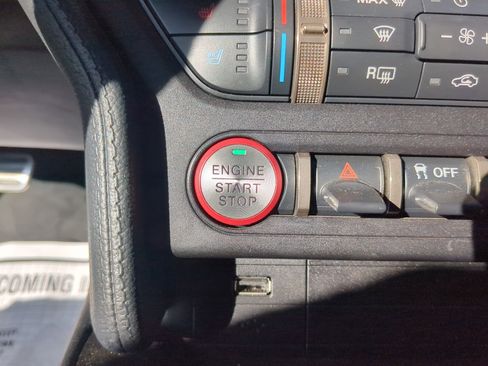 MAX
R
ENGINE
START
STOP
OFF
COMING I